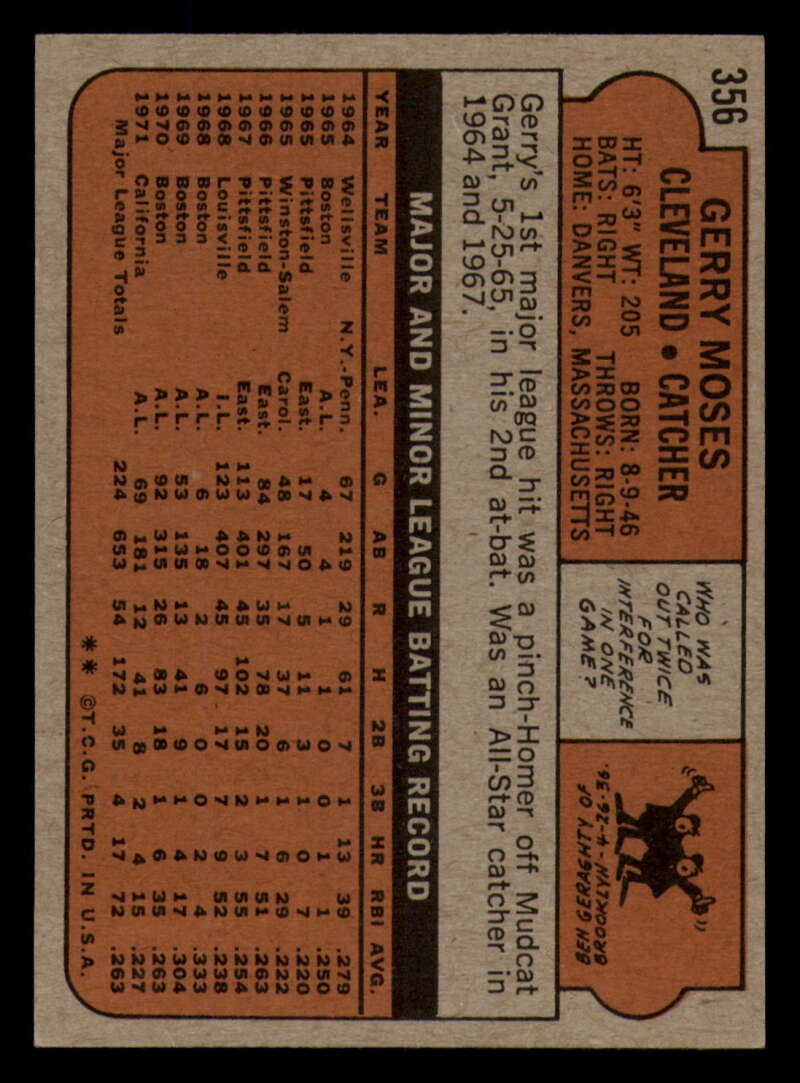 356
GERRY MOSES
CLEVELAND • CATCHER
HT: 6'3" WT: 205 BORN: 8-9-46
BATS: RIGHT THROWS: RIGHT
HOME: DANVERS, MASSACHUSETTS
WHO WAS
CALLED
OUT TWICE
FOR
INTERFERENCE
IN ONE
GAME?
BEN GERAGHTY OF
BROOKLYN-4-26-36.
Gerry's 1st major league hit was a pinch-Homer off Mudcat
Grant, 5-25-65, in his 2nd at-bat. Was an All-Star catcher in
1964 and 1967.
MAJOR AND MINOR LEAGUE BATTING RECORD
YEAR TEAM LEA. G AB R H 2B 3B HR RBI AVG.
1964 Wellsville N.Y.-Penn. 67 219 29 61 7 1 13 39 .279
1965 Boston A.L. 4 4 1 1 0 0 1 1 .250
1965 Pittsfield East. 17 50 5 11 3 1 0 7 .220
1965 Winston-Salem Carol. 48 167 17 37 6 1 6 29 .222
1966 Pittsfield East. 84 297 35 78 20 1 7 51 .263
1967 Pittsfield East. 113 401 45 102 15 2 3 55 .254
1968 Louisville I.L. 123 407 45 97 17 7 9 52 .238
1968 Boston A.L. 6 18 2 6 0 0 2 4 .333
1969 Boston A.L. 53 135 13 41 9 1 4 17 .304
1970 Boston A.L. 92 315 26 83 18 1 6 35 .263
1971 California A.L. 69 181 12 41 8 2 4 15 .227
Major League Totals 224 653 54 172 35 4 17 72 .263
** ©T.C.G. PRTD. IN U.S.A.